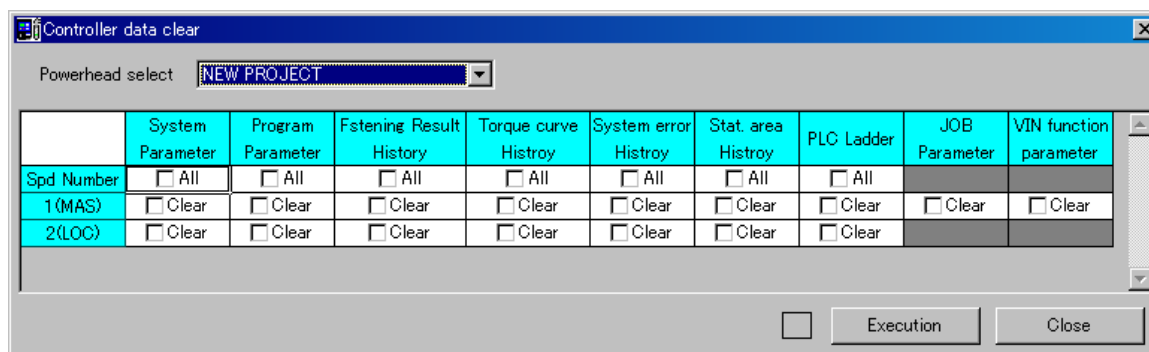 Controller data clear
Powerhead select NEW PROJECT
System Parameter Program Parameter Fstening Result History Torque curve Histroy System error Histroy Stat. area Histroy PLC Ladder JOB Parameter VIN function parameter
Spd Number All All All All All All All
1(MAS) Clear Clear Clear Clear Clear Clear Clear Clear Clear
2(LOC) Clear Clear Clear Clear Clear Clear Clear
Execution Close